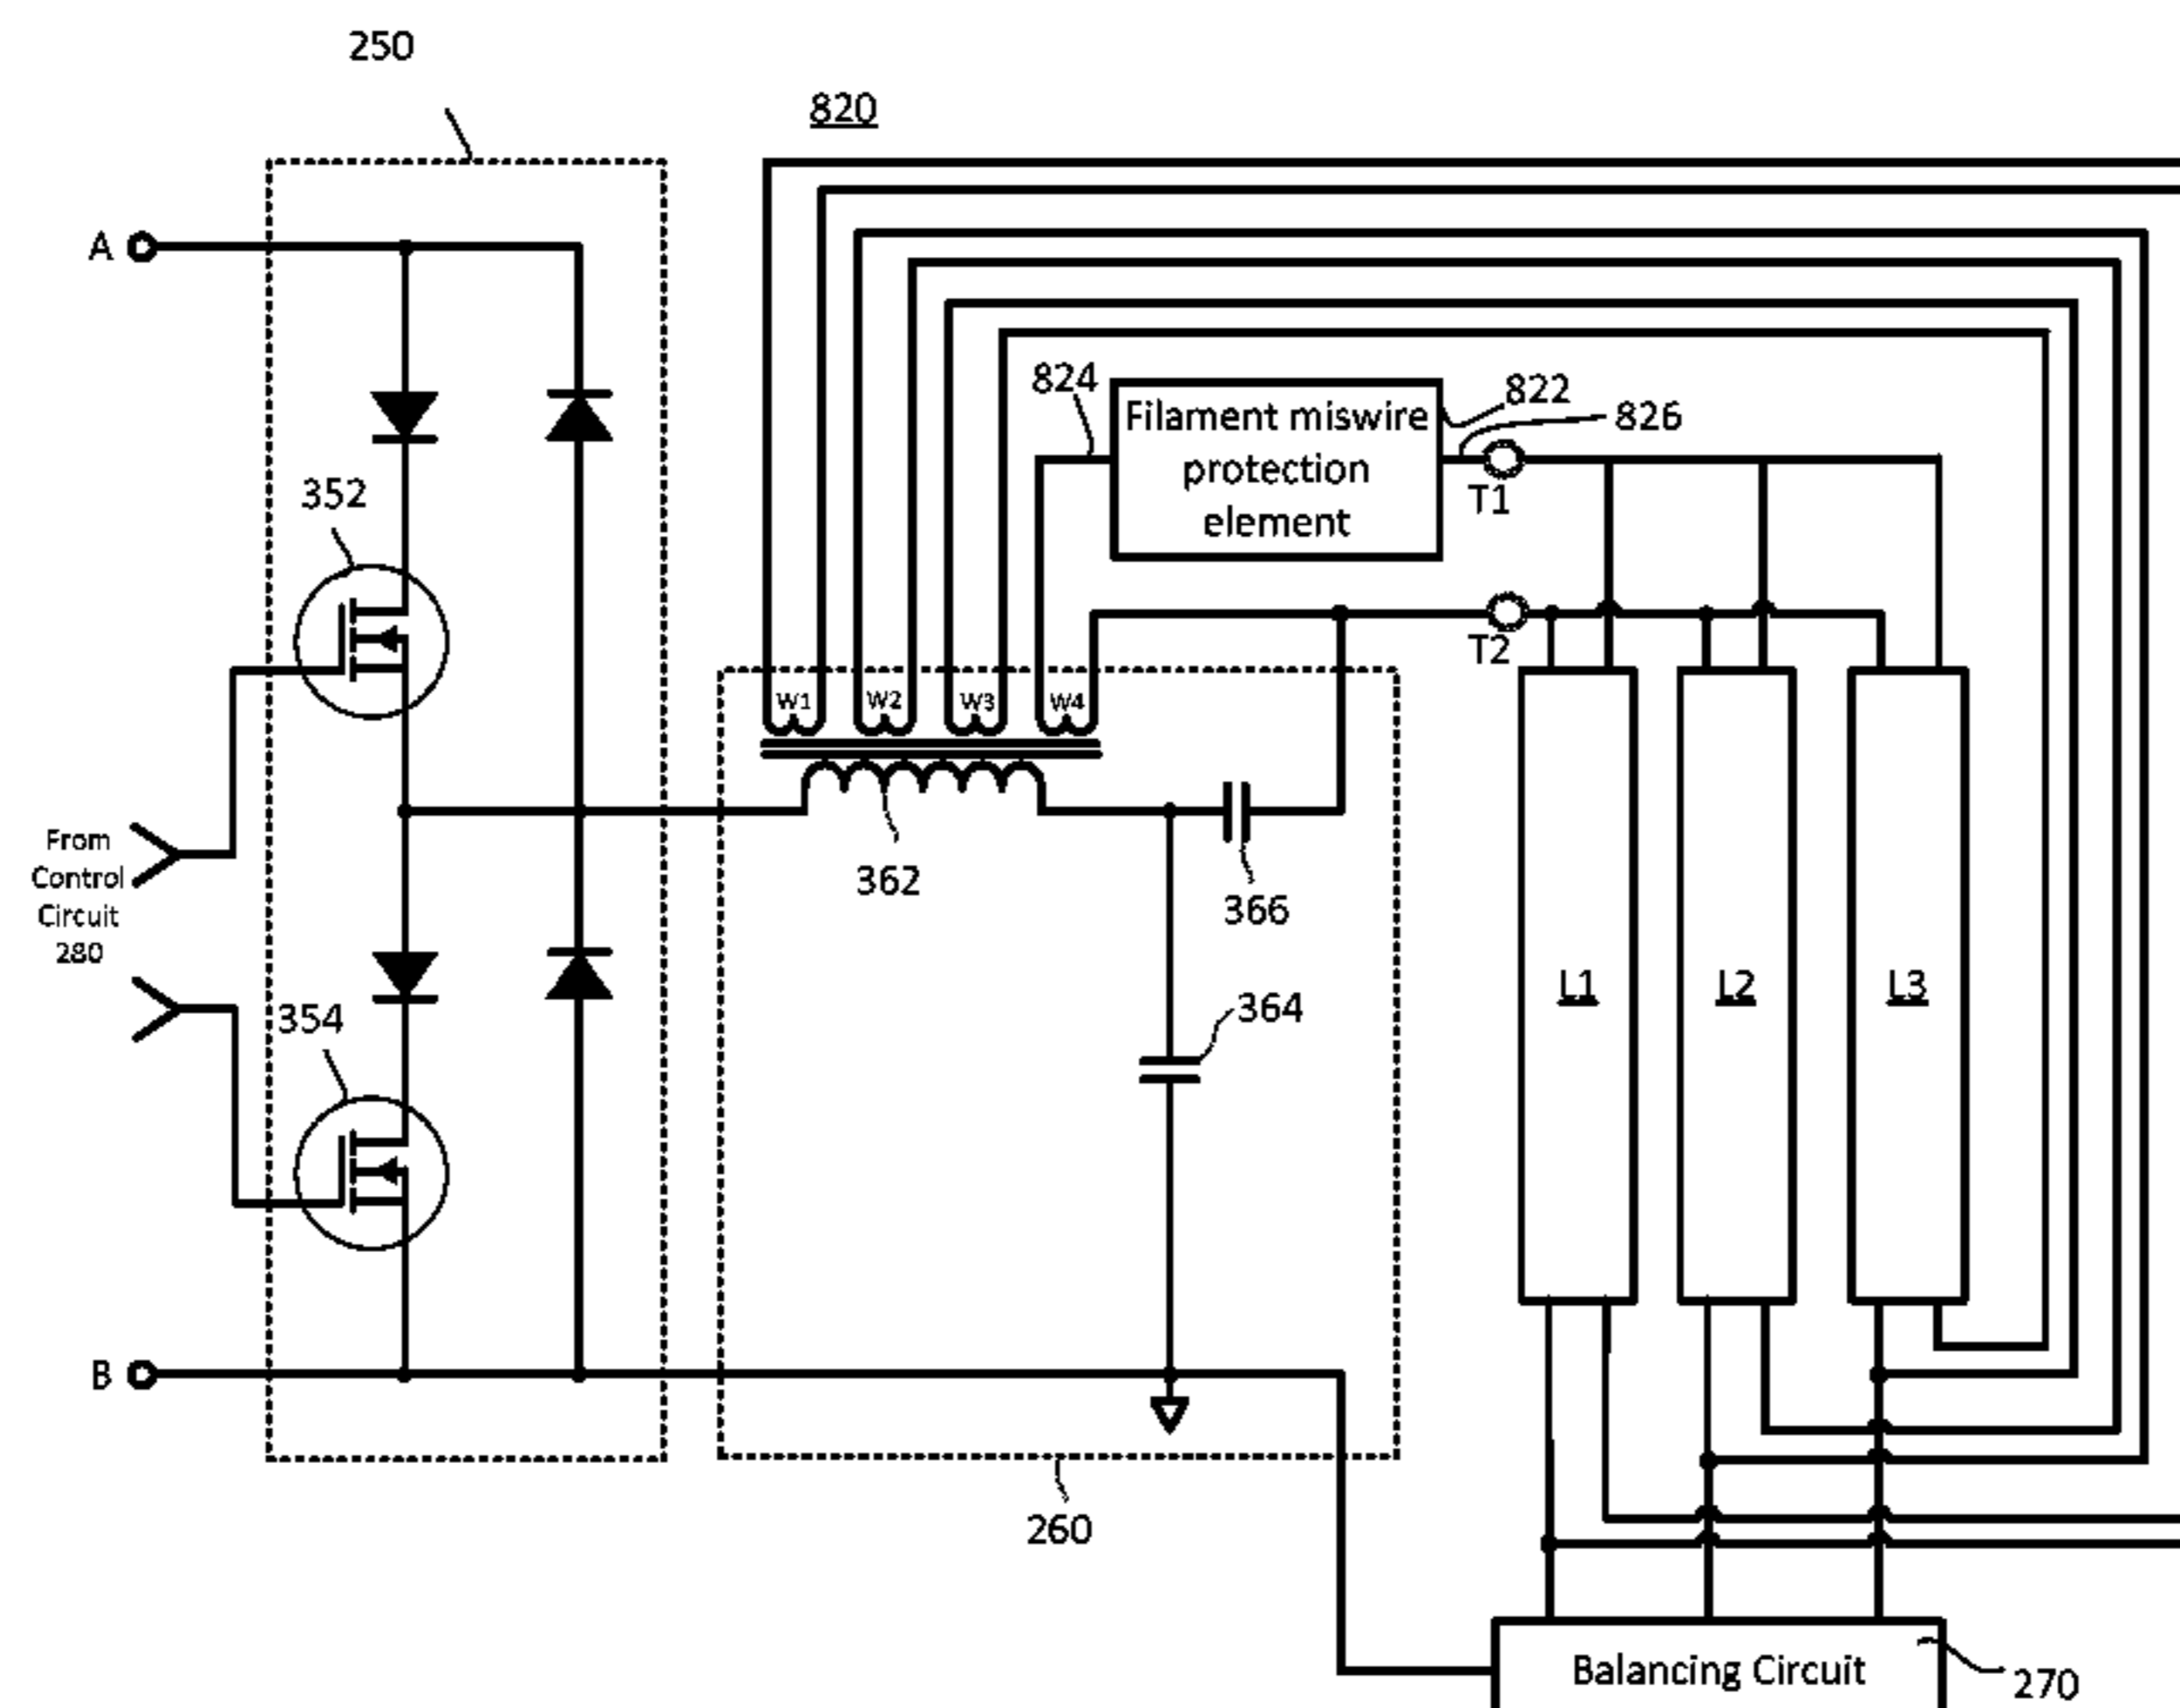 250
820
A
824
822
Filament miswire
826
protection
T1
element
352
T2
W1
W2
W3
W4
From
Control
Circuit
280
362
366
L1
L2
L3
364
354
B
260
Balancing Circuit
270